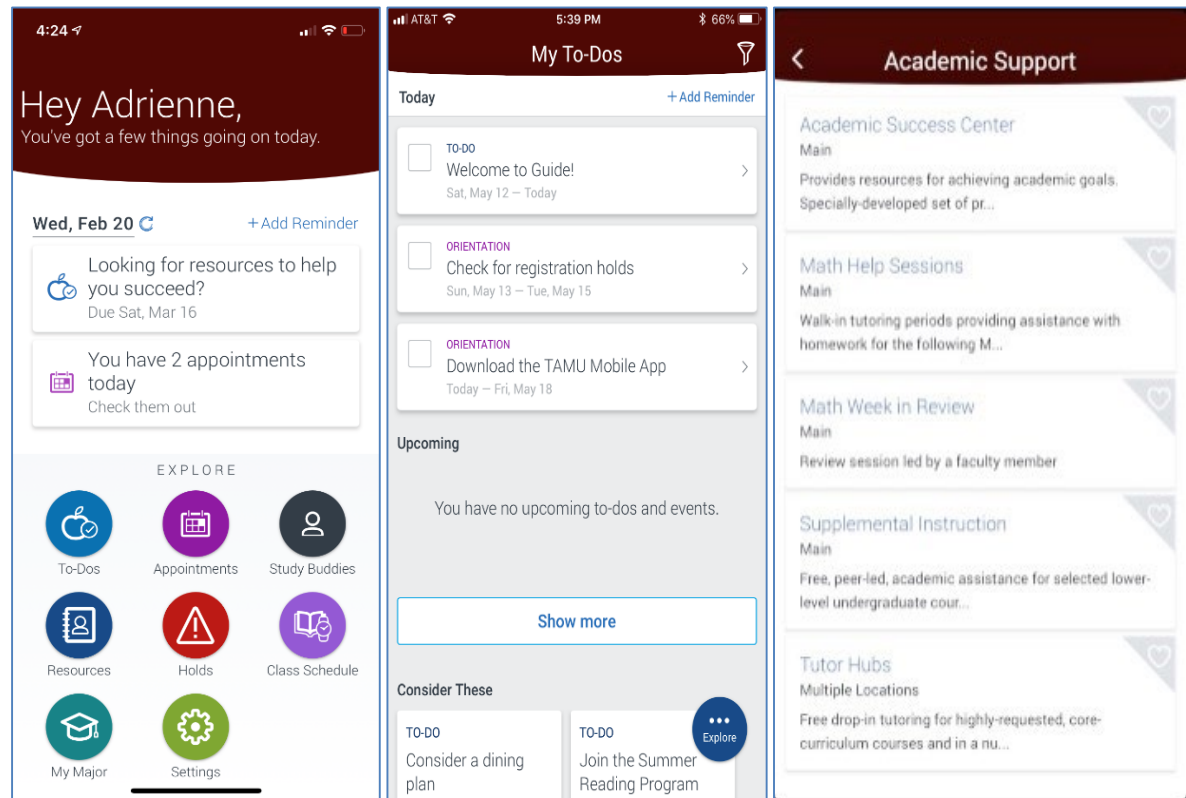 4:24
Hey Adrienne,
You've got a few things going on today.
Wed, Feb 20
+ Add Reminder
Looking for resources to help
you succeed?
Due Sat, Mar 16
You have 2 appointments
today
Check them out
EXPLORE
To-Dos
Appointments
Study Buddies
Resources
Holds
Class Schedule
My Major
Settings
AT&T
5:39 PM
66%
My To-Dos
Today
+ Add Reminder
TO-DO
Welcome to Guide!
Sat, May 12 – Today
ORIENTATION
Check for registration holds
Sun, May 13 – Tue, May 15
ORIENTATION
Download the TAMU Mobile App
Today – Fri, May 18
Upcoming
You have no upcoming to-dos and events.
Show more
Consider These
TO-DO
Consider a dining
plan
TO-DO
Join the Summer
Reading Program
Explore
Academic Support
Academic Success Center
Main
Provides resources for achieving academic goals.
Specially-developed set of pr...
Math Help Sessions
Main
Walk-in tutoring periods providing assistance with
homework for the following M...
Math Week in Review
Main
Review session led by a faculty member
Supplemental Instruction
Main
Free, peer-led, academic assistance for selected lower-
level undergraduate cour...
Tutor Hubs
Multiple Locations
Free drop-in tutoring for highly-requested, core-
curriculum courses and in a nu...